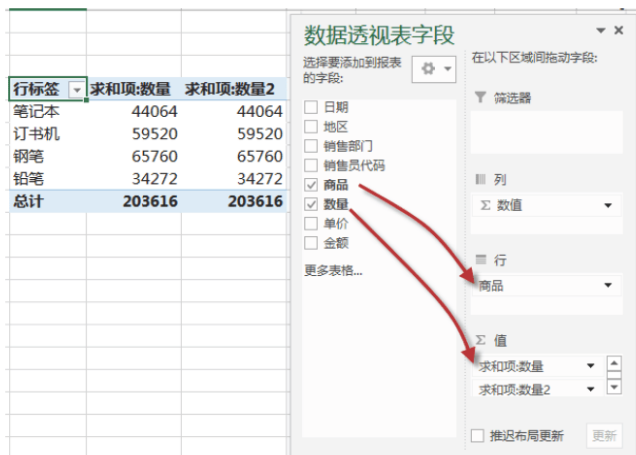 行标签 求和项:数量 求和项:数量2
笔记本 44064 44064
订书机 59520 59520
钢笔 65760 65760
铅笔 34272 34272
总计 203616 203616
数据透视表字段
选择要添加到报表
的字段:
日期
地区
销售部门
销售员代码
商品
数量
单价
金额
更多表格...
在以下区域间拖动字段:
筛选器
列
Σ 数值
行
商品
Σ 值
求和项:数量
求和项:数量2
推迟布局更新 更新